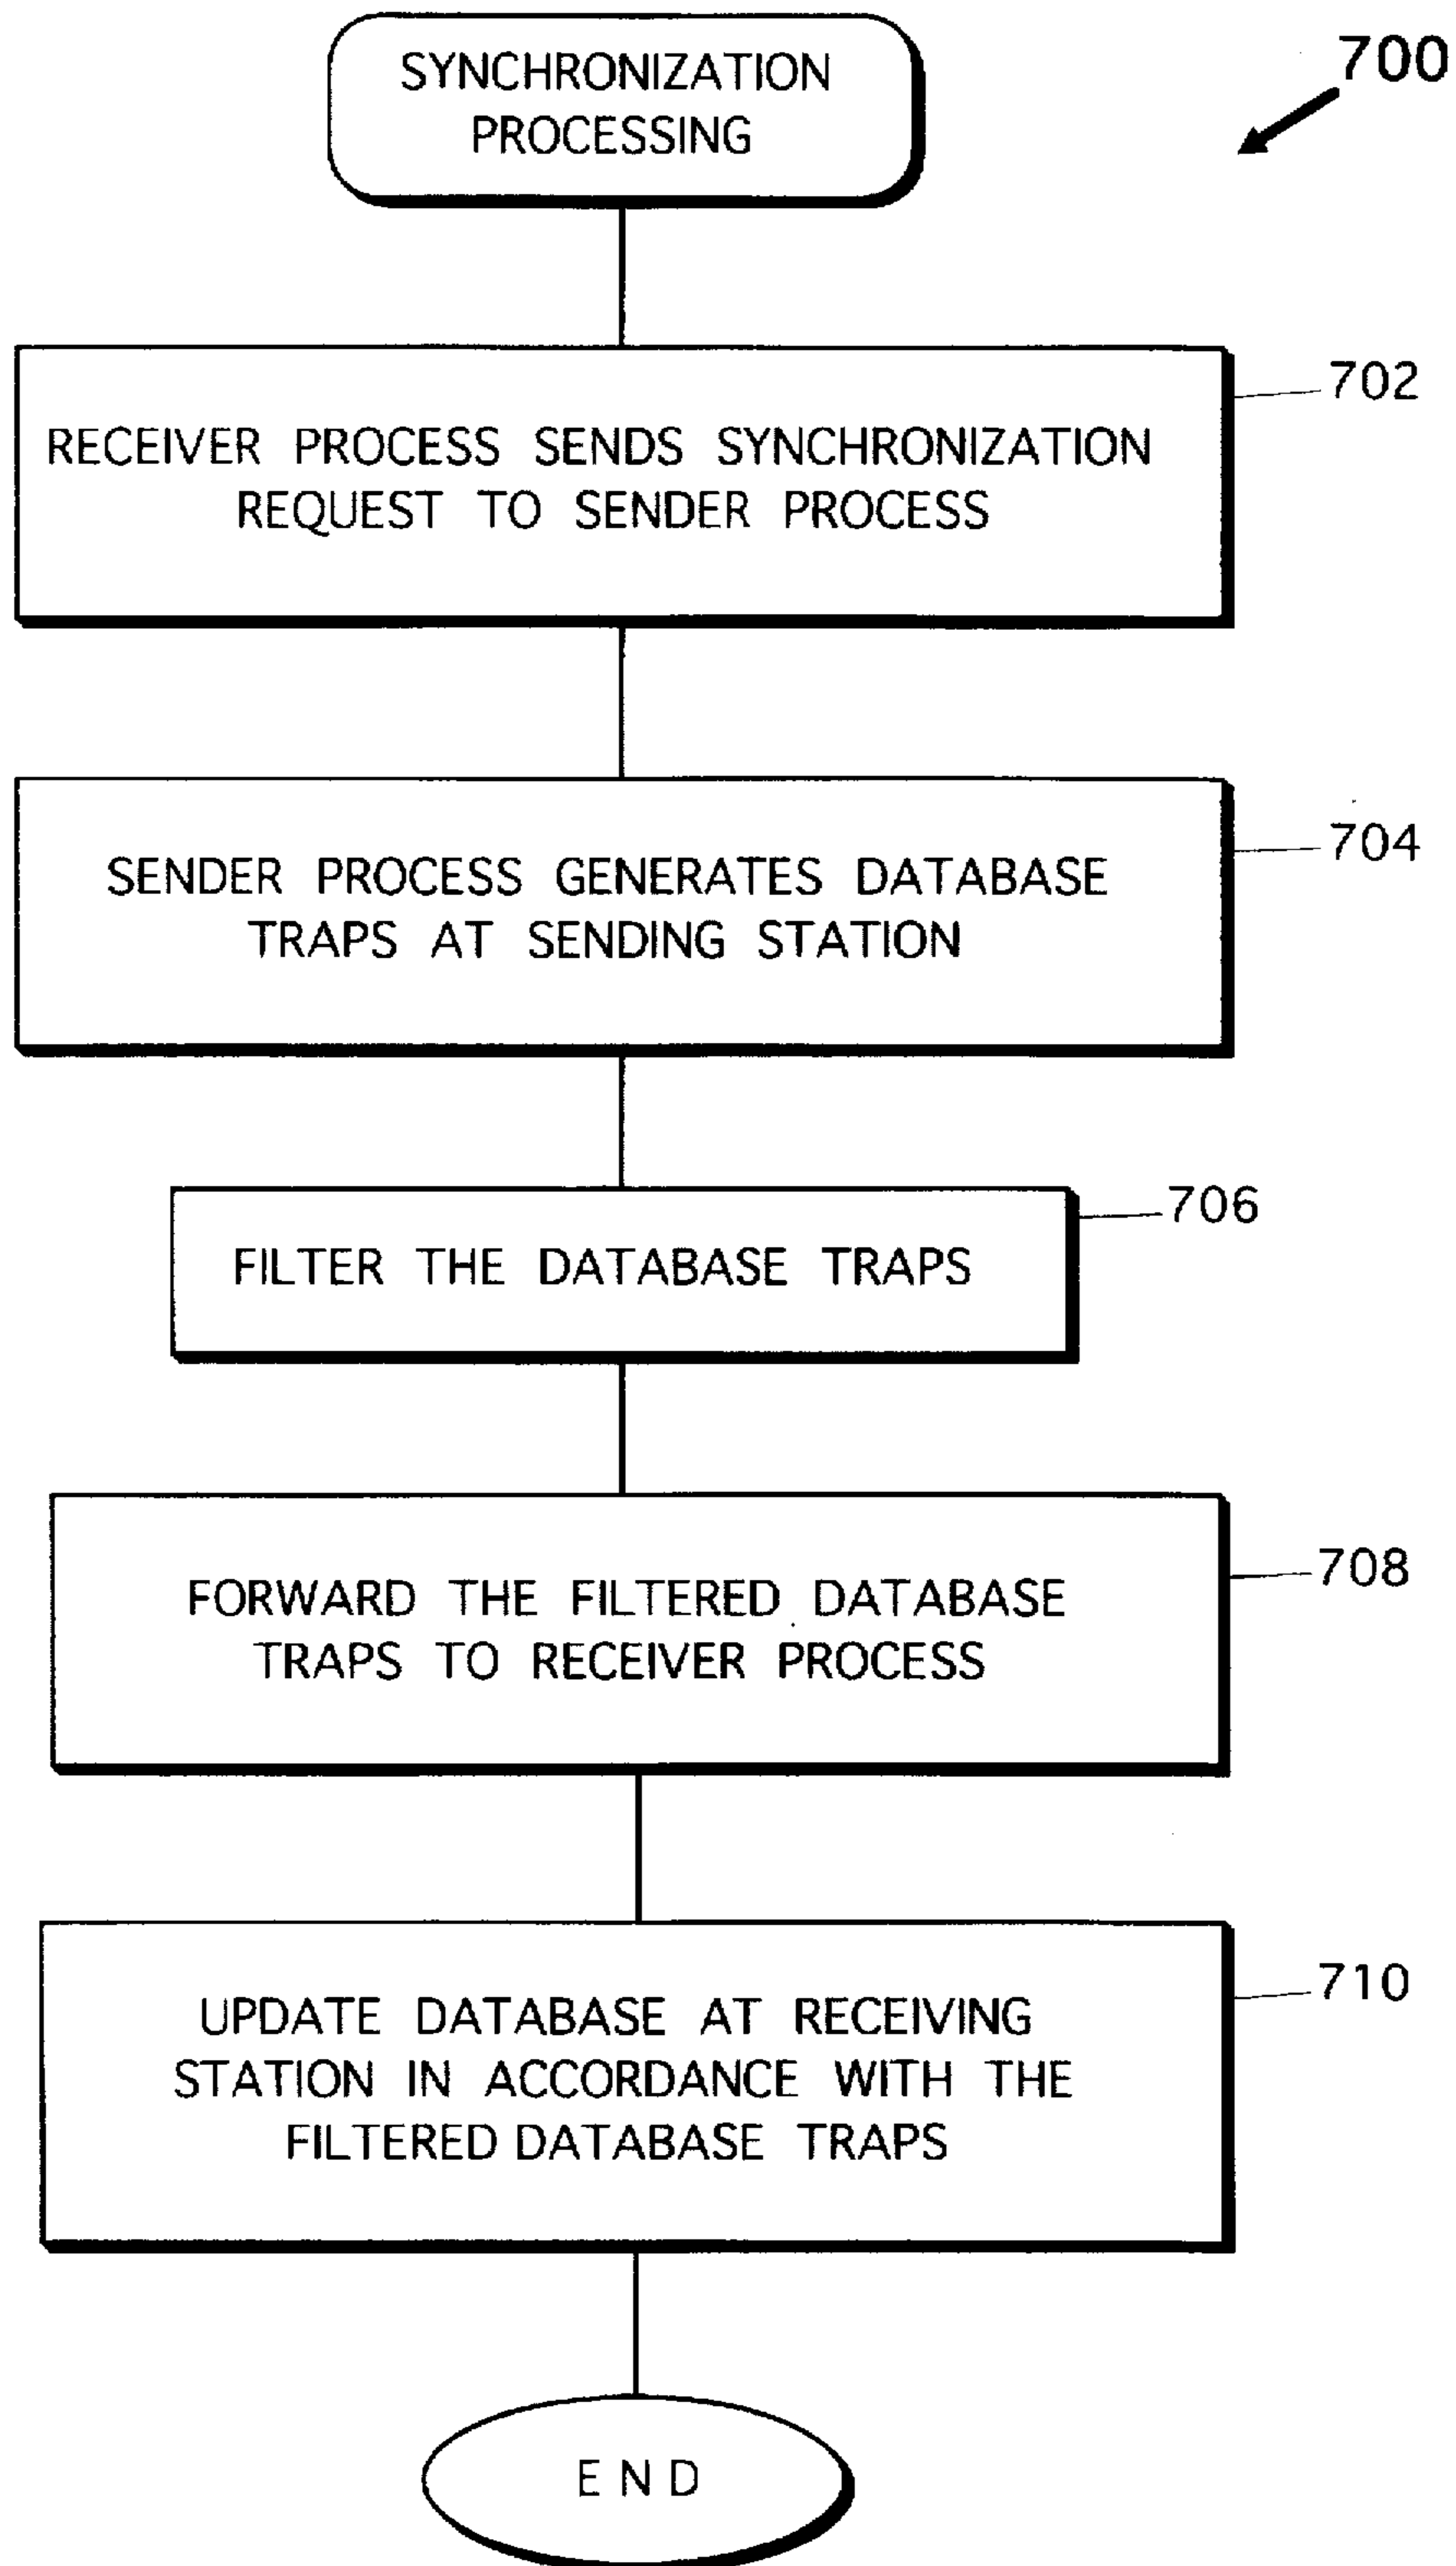 SYNCHRONIZATION
PROCESSING
700
RECEIVER PROCESS SENDS SYNCHRONIZATION
REQUEST TO SENDER PROCESS
702
SENDER PROCESS GENERATES DATABASE
TRAPS AT SENDING STATION
704
FILTER THE DATABASE TRAPS
706
FORWARD THE FILTERED DATABASE
TRAPS TO RECEIVER PROCESS
708
UPDATE DATABASE AT RECEIVING
STATION IN ACCORDANCE WITH THE
FILTERED DATABASE TRAPS
710
END